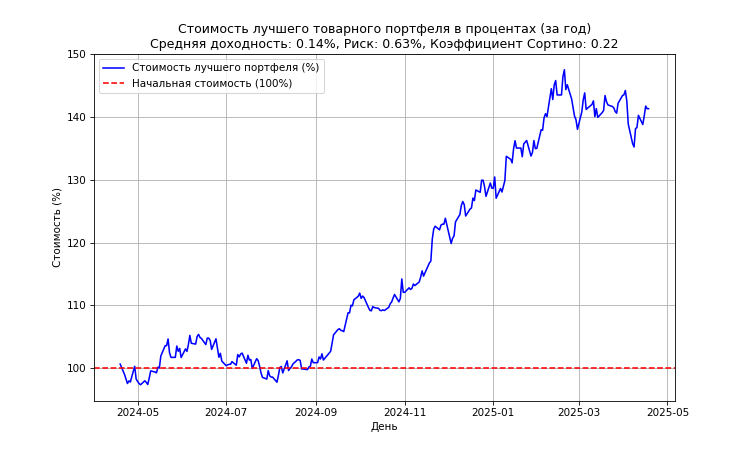 Стоимость лучшего товарного портфеля в процентах (за год)
Средняя доходность: 0.14%, Риск: 0.63%, Коэффициент Сортино: 0.22
Стоимость лучшего портфеля (%)
Начальная стоимость (100%)
Стоимость (%)
150
140
130
120
110
100
2024-05 2024-07 2024-09 2024-11 2025-01 2025-03 2025-05
День